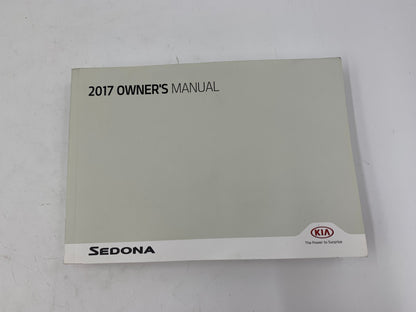 2017 OWNER'S MANUAL
SEDONA
KIA
The Power to Surprise